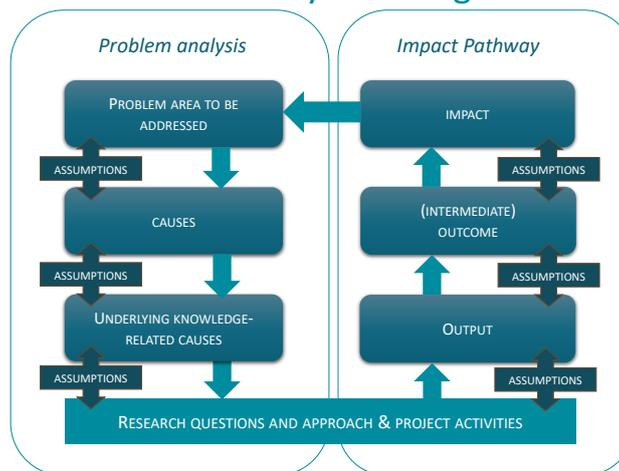 Problem analysis
Impact Pathway
PROBLEM AREA TO BE
ADDRESSED
IMPACT
ASSUMPTIONS
ASSUMPTIONS
CAUSES
(INTERMEDIATE)
OUTCOME
ASSUMPTIONS
ASSUMPTIONS
UNDERLYING KNOWLEDGE-
RELATED CAUSES
OUTPUT
ASSUMPTIONS
ASSUMPTIONS
RESEARCH QUESTIONS AND APPROACH & PROJECT ACTIVITIES